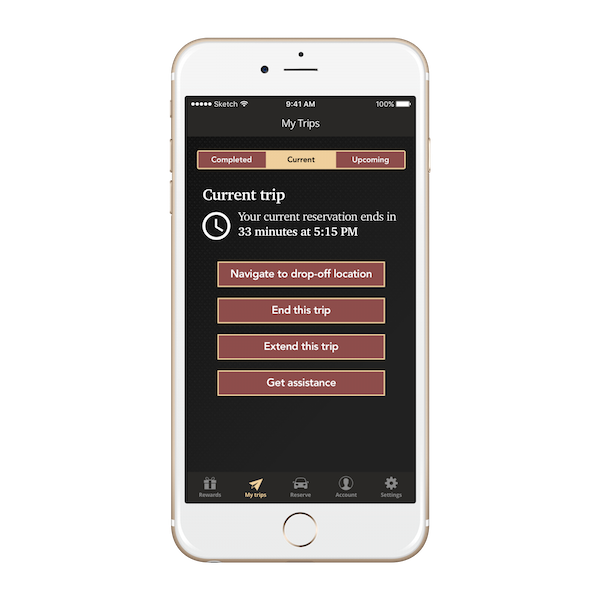 Sketch 9:41 AM 100%
My Trips
Completed Current Upcoming
Current trip
Your current reservation ends in
33 minutes at 5:15 PM
Navigate to drop-off location
End this trip
Extend this trip
Get assistance
Rewards My trips Reserve Account Settings